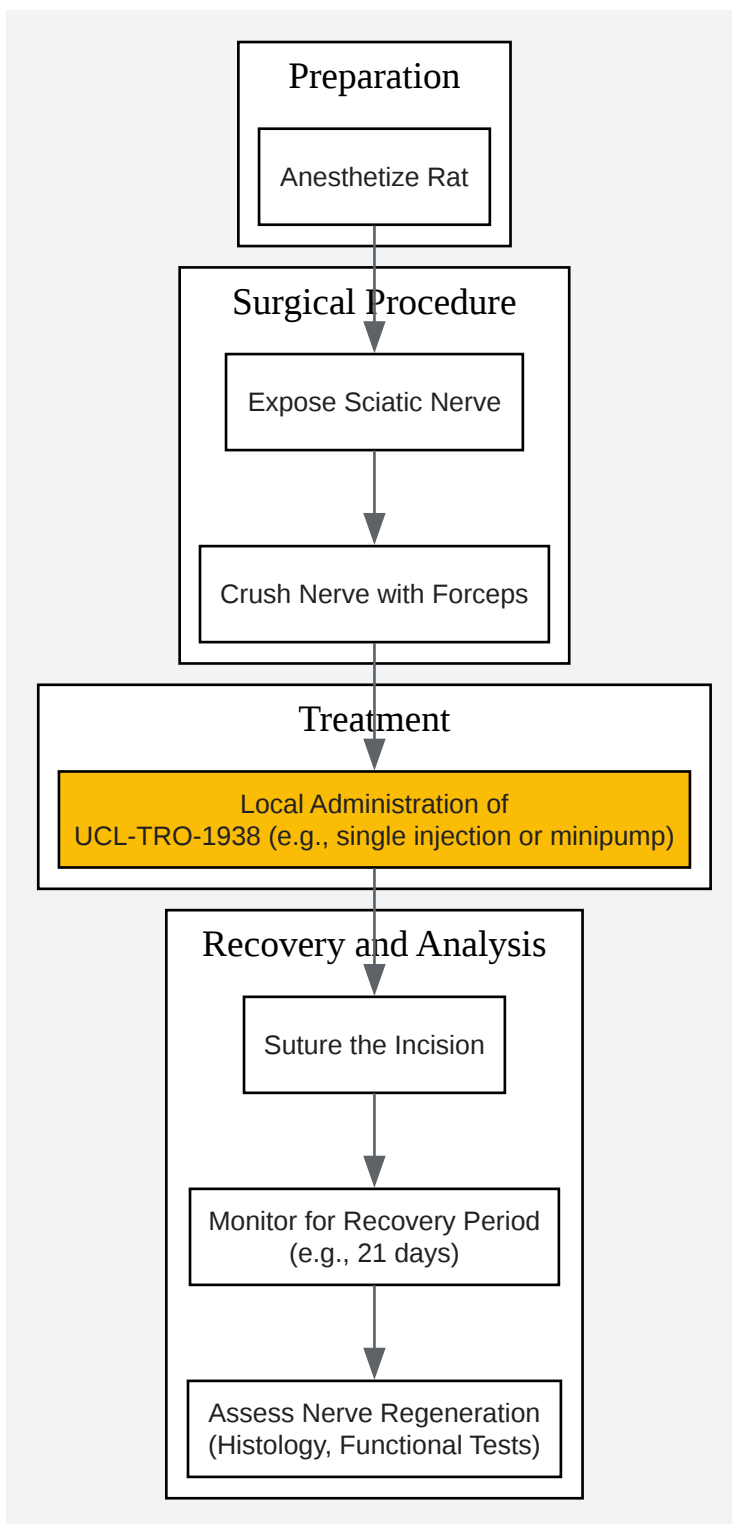 Preparation
Anesthetize Rat
Surgical Procedure
Expose Sciatic Nerve
Crush Nerve with Forceps
Treatment
Local Administration of
UCL-TRO-1938 (e.g., single injection or minipump)
Recovery and Analysis
Suture the Incision
Monitor for Recovery Period
(e.g., 21 days)
Assess Nerve Regeneration
(Histology, Functional Tests)